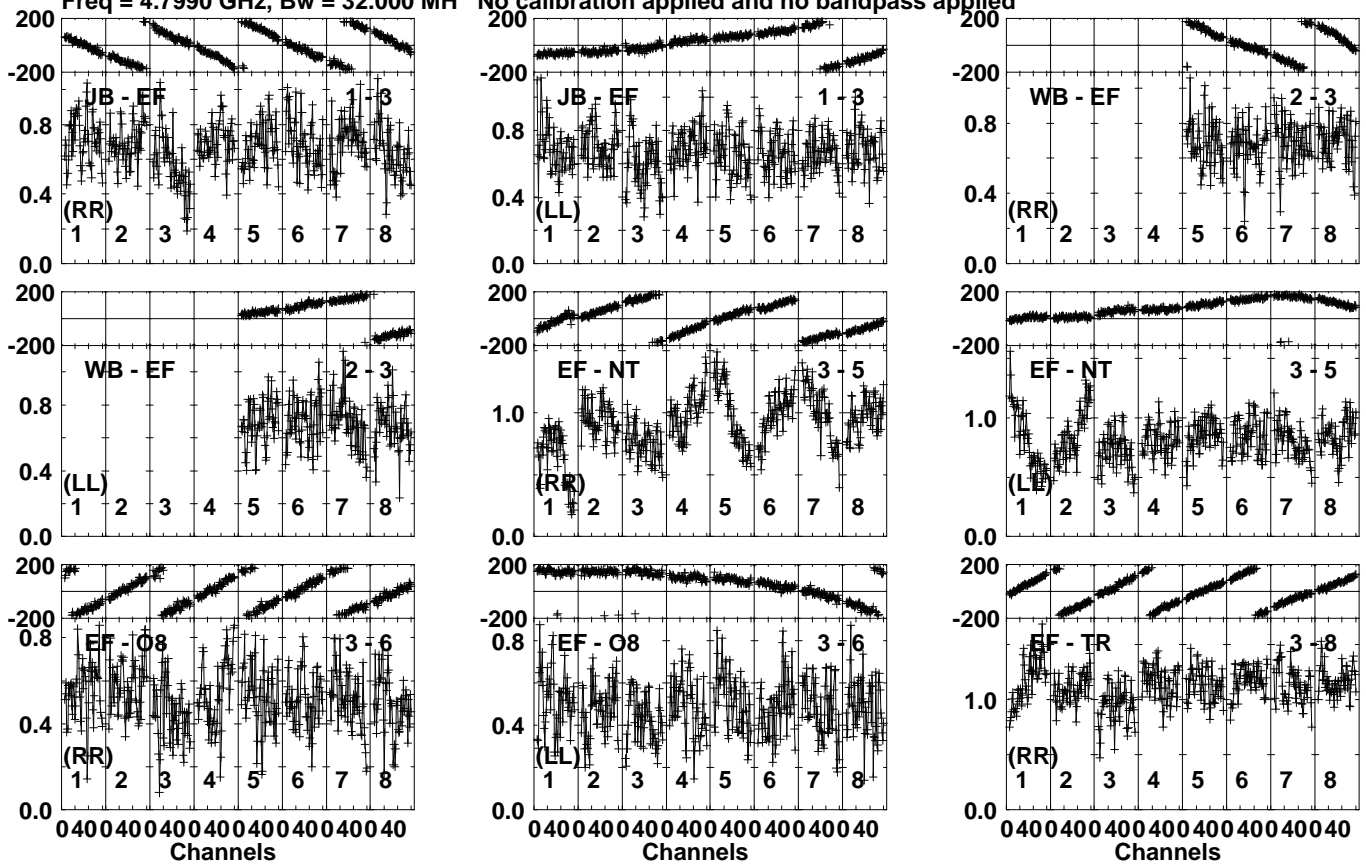 Freq = 4.7990 GHz, Bw = 32.000 MH No calibration applied and no bandpass applied
200 200 200
-200 -200 -200
JB - EF 1 - 3 JB - EF 1 - 3 WB - EF 2 - 3
0.8 0.8 0.8
0.4 0.4 0.4
(RR) (LL) (RR)
1 2 3 4 5 6 7 8 1 2 3 4 5 6 7 8 1 2 3 4 5 6 7 8
0.0 0.0 0.0
200 200 200
-200 -200 -200
WB - EF 2 - 3 EF - NT 3 - 5 EF - NT 3 - 5
0.8 1.0 1.0
0.4
(LL) (RR) (LL)
1 2 3 4 5 6 7 8 1 2 3 4 5 6 7 8 1 2 3 4 5 6 7 8
0.0 0.0 0.0
200 200 200
-200 -200 -200
EF - O8 3 - 6 EF - O8 3 - 6 EF - TR 3 - 8
0.8 0.8 1.0
0.4 0.4
(RR) (LL) (RR)
1 2 3 4 5 6 7 8 1 2 3 4 5 6 7 8 1 2 3 4 5 6 7 8
0.0 0.0 0.0
0 40 0 40 0 40 0 40 0 40 0 40 0 40 0 40 0 40 0 40 0 40 0 40 0 40 0 40 0 40 0 40 0 40 0 40 0 40 0 40 0 40 0 40 0 40 0 40
Channels Channels Channels